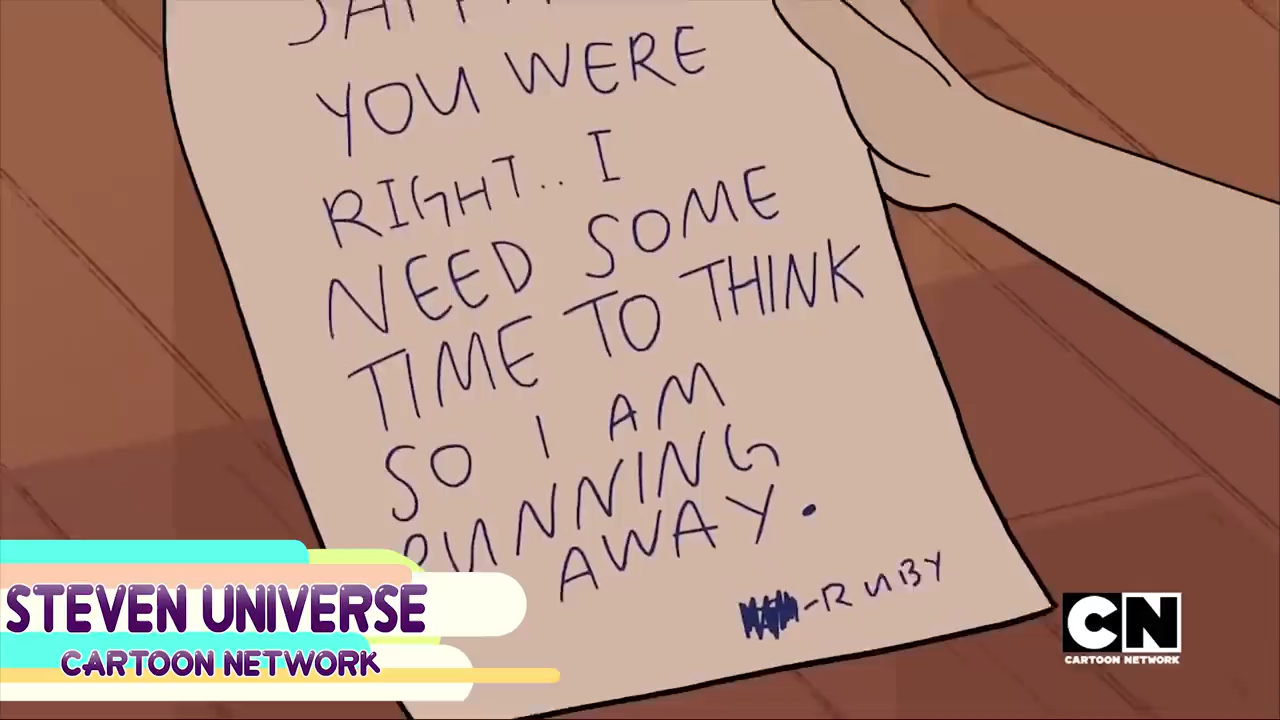 YOU WERE
RIGHT.. I
NEED SOME
TIME TO THINK
SO I AM
RUNNING
AWAY.
-RUBY
STEVEN UNIVERSE
CARTOON NETWORK
CN
CARTOON NETWORK